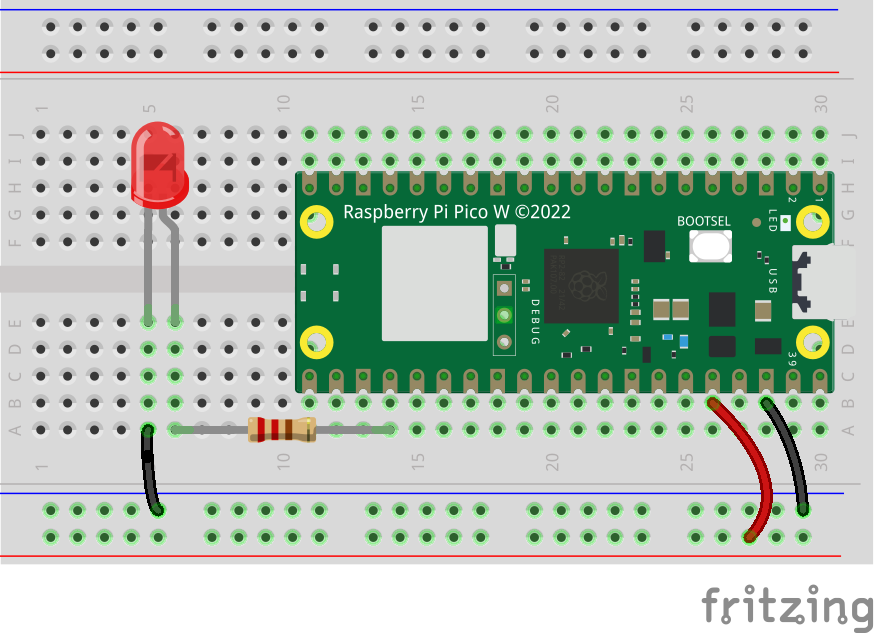 1 5 10 15 20 25 30
J J
I I
H H
2 1
Raspberry Pi Pico W ©2022
BOOTSEL
LED
G G
F F
USB
DEBUG
E E
D D
39
C C
B B
A A
1 10 15 20 25 30
fritzing